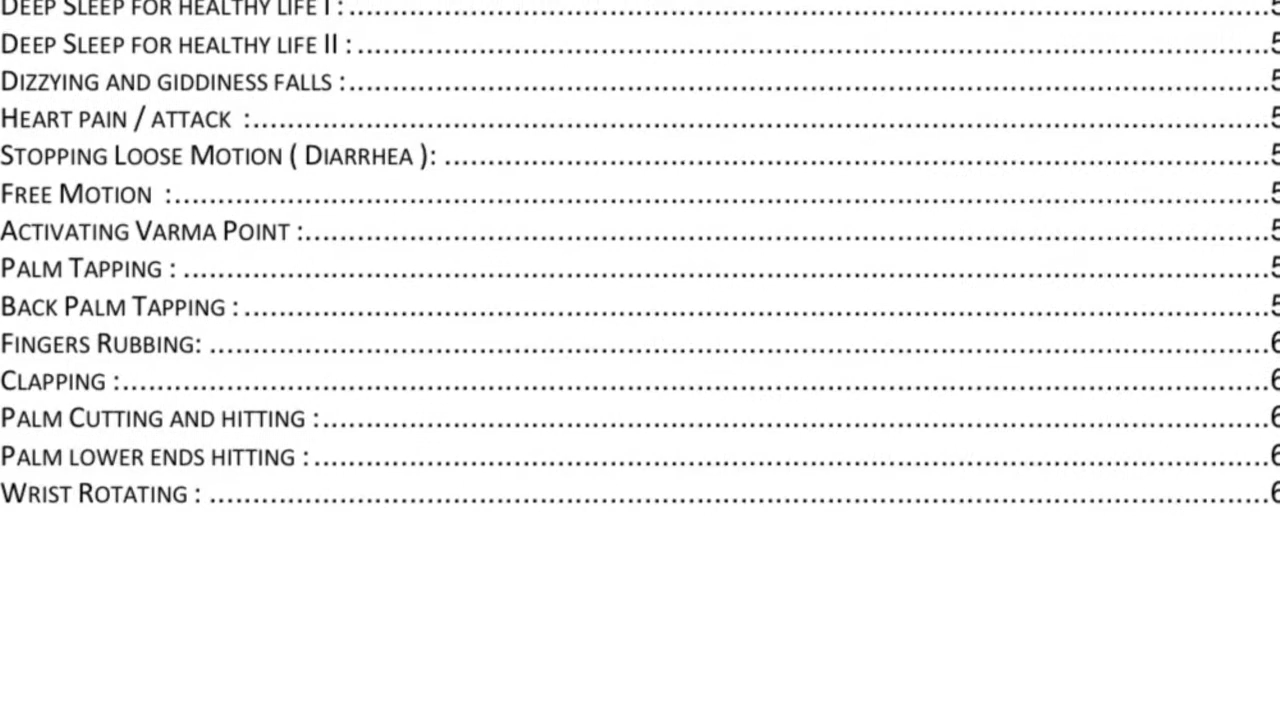 DEEP SLEEP FOR HEALTHY LIFE I :.......................................................................................................................5
DEEP SLEEP FOR HEALTHY LIFE II :.......................................................................................................................5
DIZZYING AND GIDDINESS FALLS :.......................................................................................................................5
HEART PAIN / ATTACK :.......................................................................................................................5
STOPPING LOOSE MOTION ( DIARRHEA ): .......................................................................................................................5
FREE MOTION :.......................................................................................................................5
ACTIVATING VARMA POINT :.......................................................................................................................5
PALM TAPPING : .......................................................................................................................5
BACK PALM TAPPING :.......................................................................................................................5
FINGERS RUBBING: .......................................................................................................................6
CLAPPING :.......................................................................................................................6
PALM CUTTING AND HITTING :.......................................................................................................................6
PALM LOWER ENDS HITTING :.......................................................................................................................6
WRIST ROTATING : .......................................................................................................................6